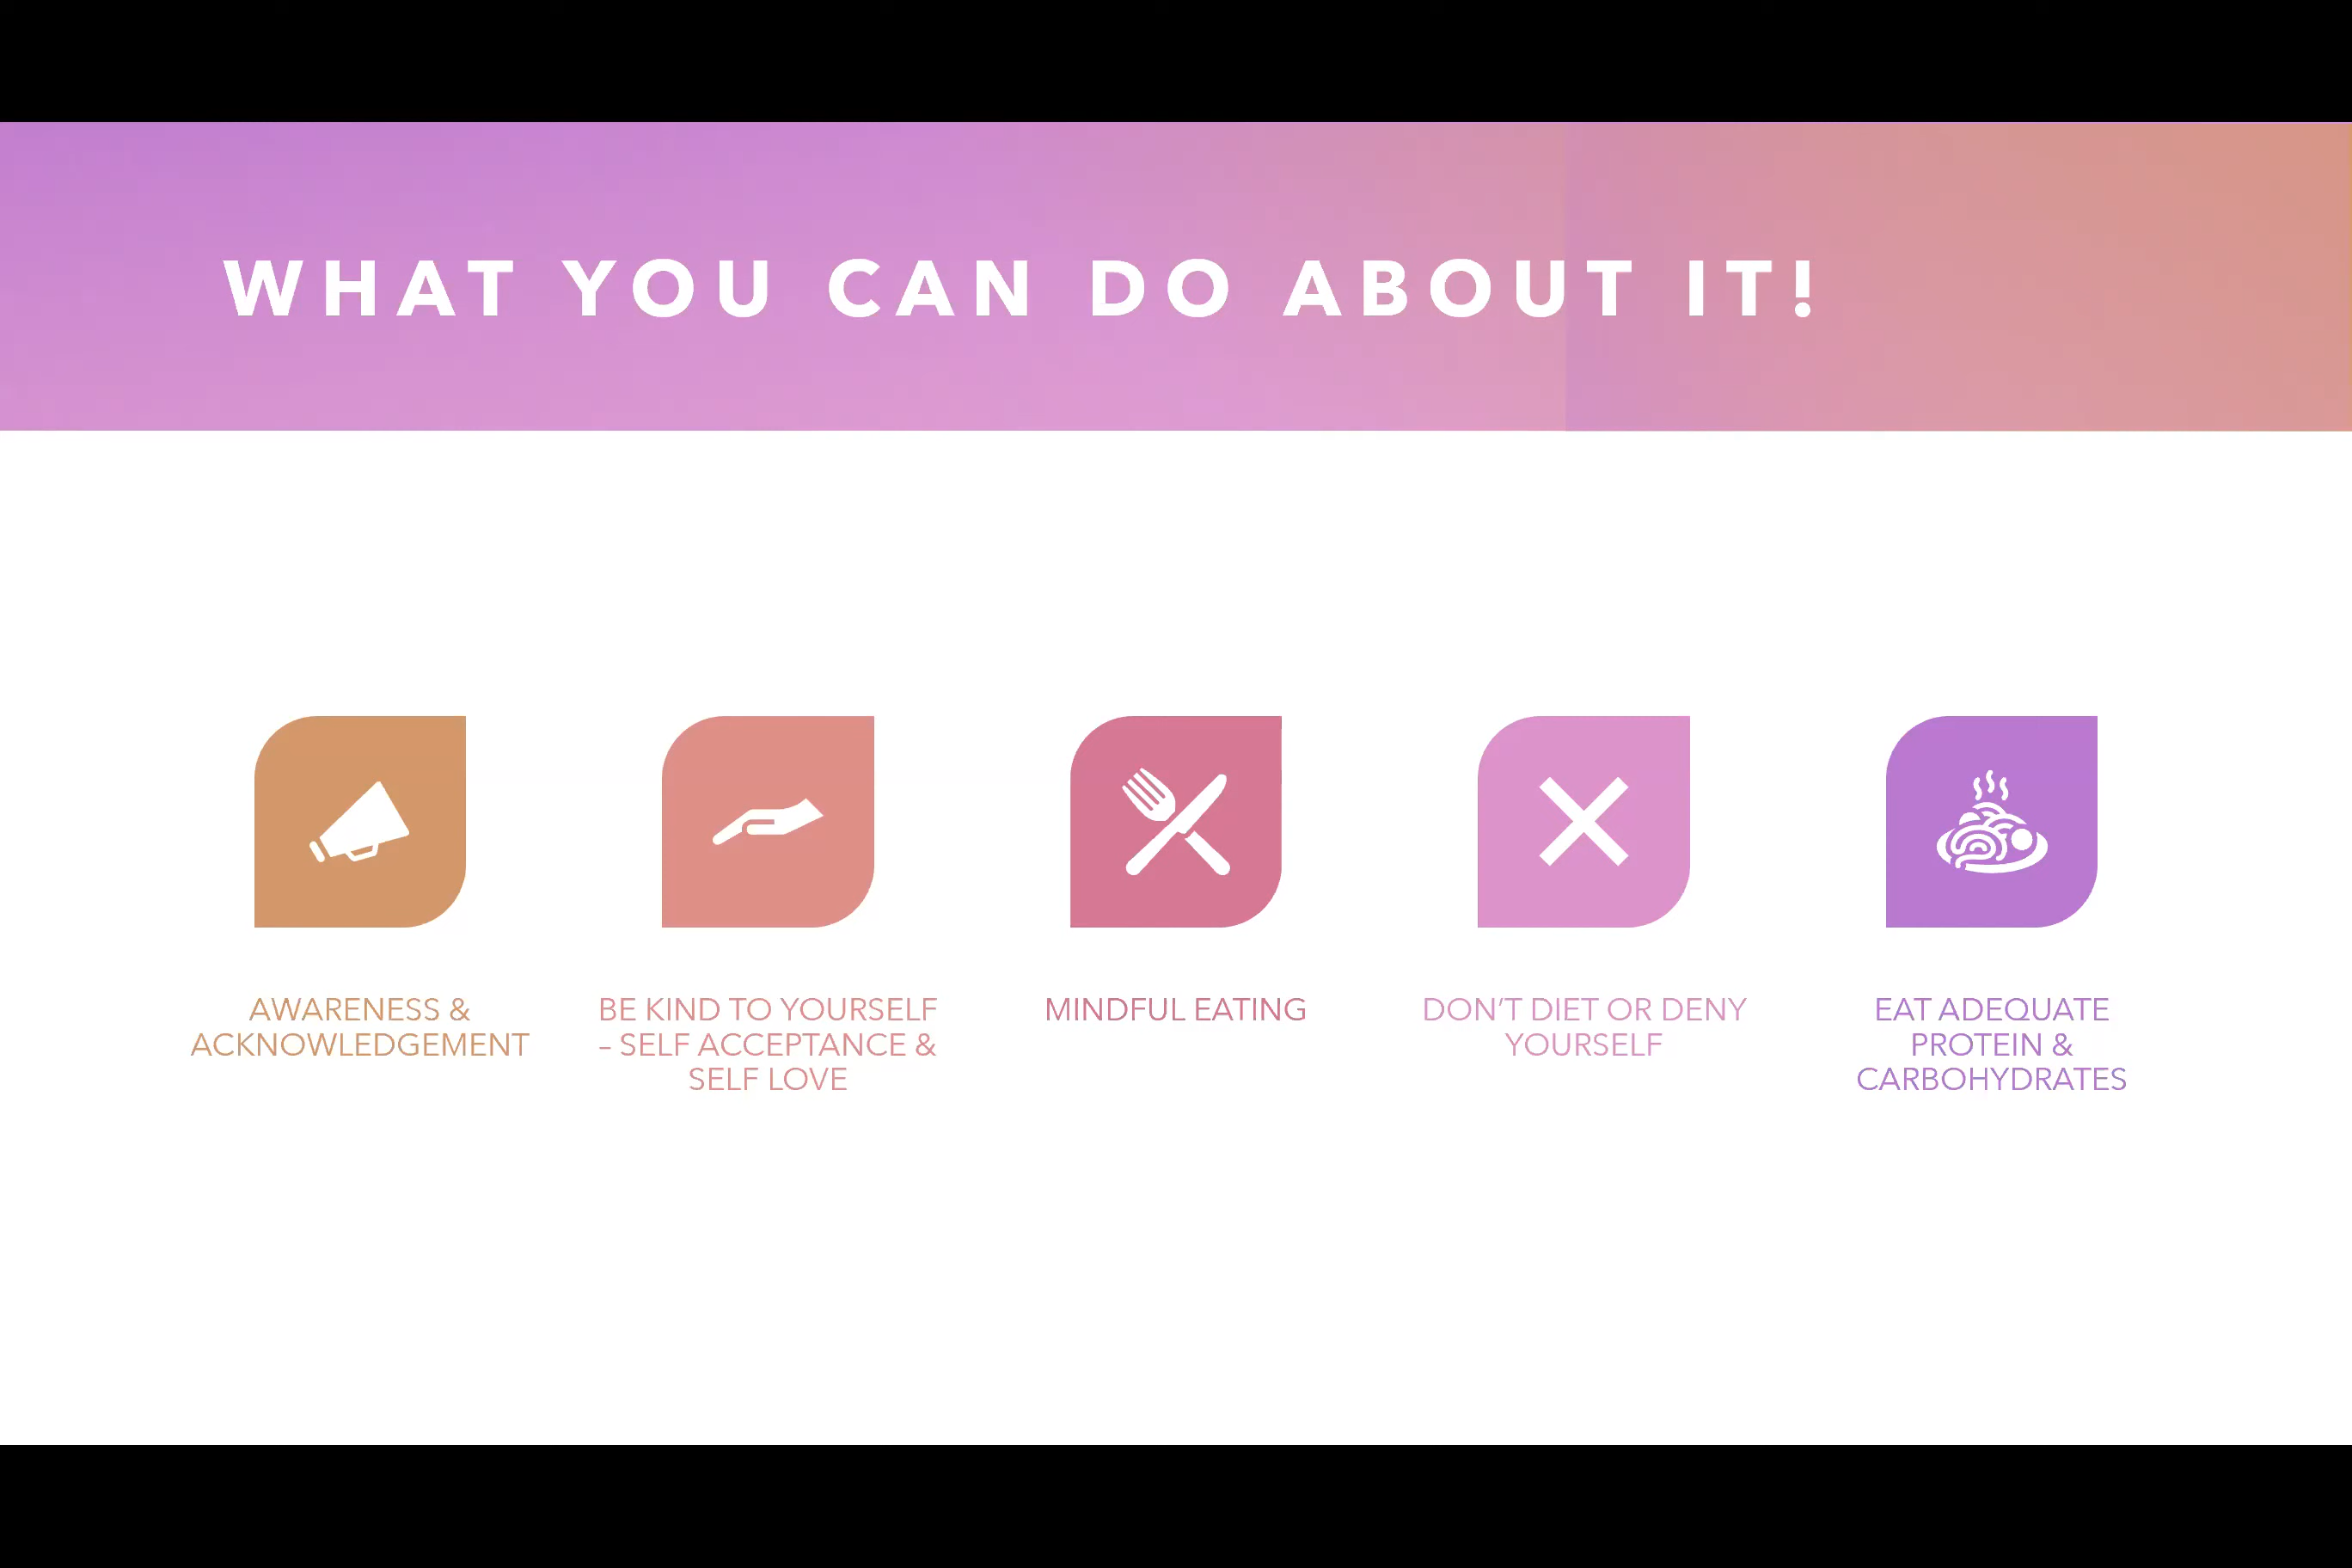 WHAT YOU CAN DO ABOUT IT!
AWARENESS &
ACKNOWLEDGEMENT
BE KIND TO YOURSELF
– SELF ACCEPTANCE &
SELF LOVE
MINDFUL EATING
DON'T DIET OR DENY
YOURSELF
EAT ADEQUATE
PROTEIN &
CARBOHYDRATES